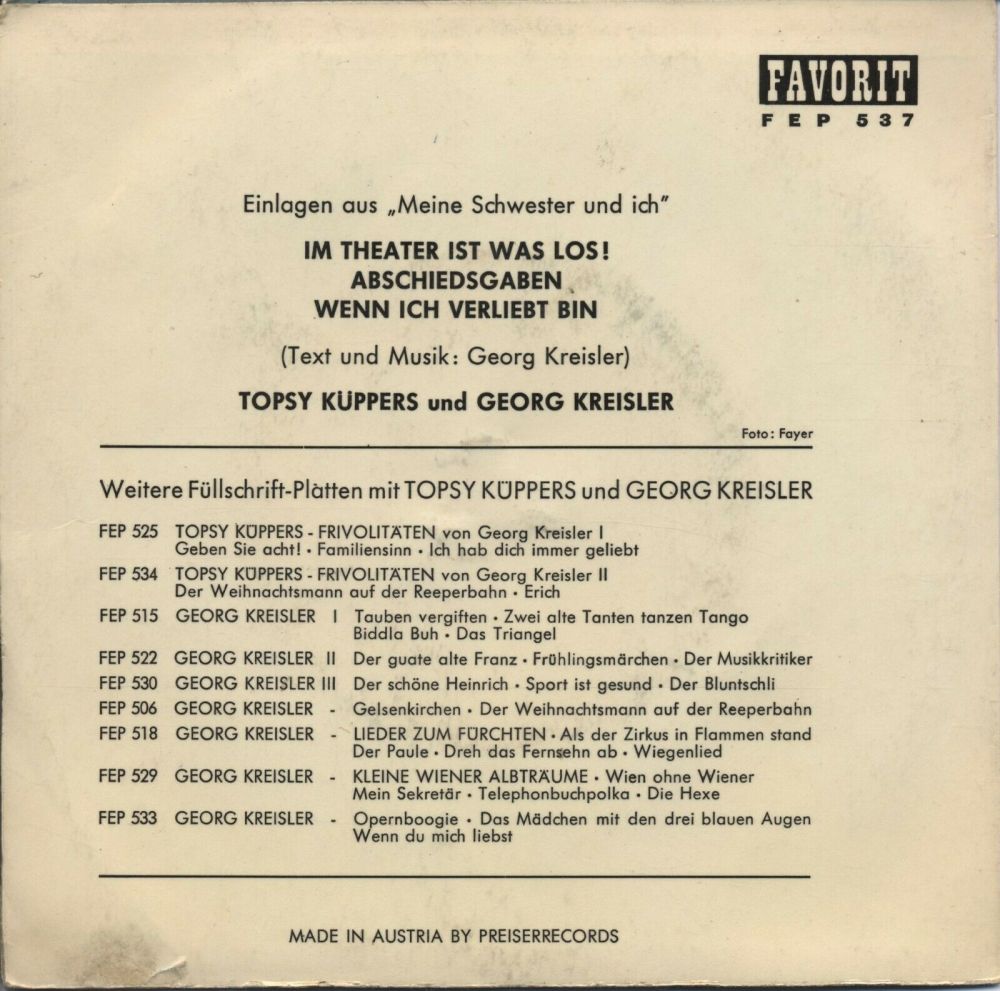 FAVORIT
FEP 537
Einlagen aus „Meine Schwester und ich"
IM THEATER IST WAS LOS!
ABSCHIEDSGABEN
WENN ICH VERLIEBT BIN
(Text und Musik: Georg Kreisler)
TOPSY KÜPPERS und GEORG KREISLER
Foto: Fayer
Weitere Füllschrift-Platten mit TOPSY KÜPPERS und GEORG KREISLER
FEP 525 TOPSY KÜPPERS - FRIVOLITÄTEN von Georg Kreisler I
Geben Sie acht! • Familiensinn • Ich hab dich immer geliebt
FEP 534 TOPSY KÜPPERS - FRIVOLITÄTEN von Georg Kreisler II
Der Weihnachtsmann auf der Reeperbahn • Erich
FEP 515 GEORG KREISLER I Tauben vergiften • Zwei alte Tanten tanzen Tango
Biddla Buh • Das Triangel
FEP 522 GEORG KREISLER II Der guate alte Franz • Frühlingsmärchen • Der Musikkritiker
FEP 530 GEORG KREISLER III Der schöne Heinrich • Sport ist gesund • Der Bluntschli
FEP 506 GEORG KREISLER - Gelsenkirchen • Der Weihnachtsmann auf der Reeperbahn
FEP 518 GEORG KREISLER - LIEDER ZUM FÜRCHTEN • Als der Zirkus in Flammen stand
Der Paule • Dreh das Fernsehn ab • Wiegenlied
FEP 529 GEORG KREISLER - KLEINE WIENER ALBTRÄUME • Wien ohne Wiener
Mein Sekretär • Telephonbuchpolka • Die Hexe
FEP 533 GEORG KREISLER - Opernboogie • Das Mädchen mit den drei blauen Augen
Wenn du mich liebst
MADE IN AUSTRIA BY PREISERRECORDS